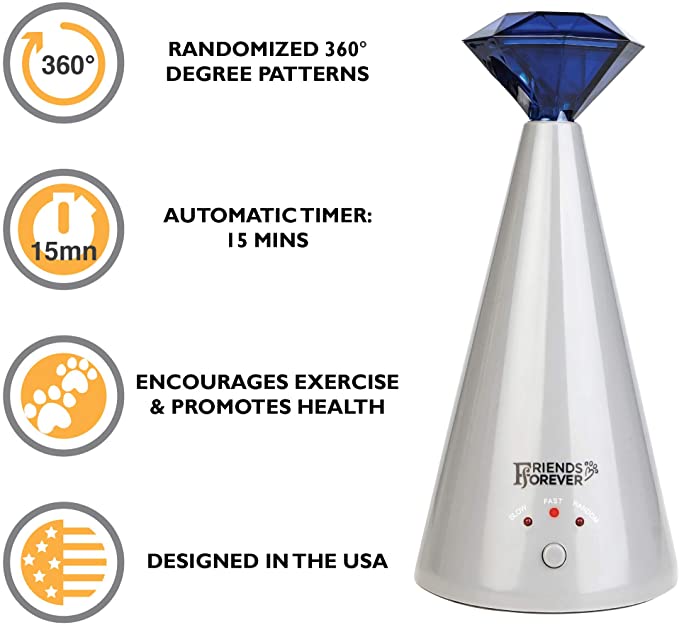 360°
RANDOMIZED 360°
DEGREE PATTERNS
15mn
AUTOMATIC TIMER:
15 MINS
ENCOURAGES EXERCISE
& PROMOTES HEALTH
DESIGNED IN THE USA
FRIENDS
FOREVER
SLOW FAST RANDOM